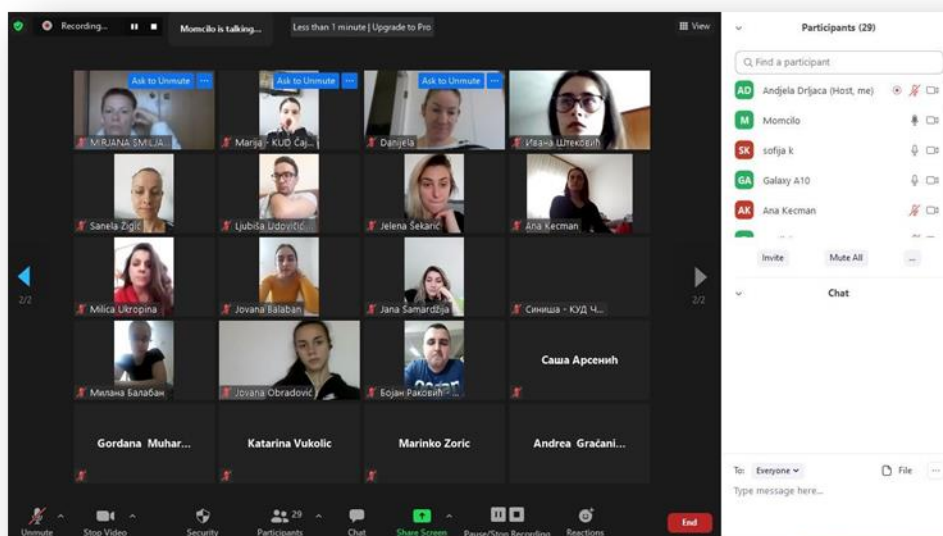 Recording...
Momcilo is talking...
Less than 1 minute | Upgrade to Pro
View
Ask to Unmute ...
Ask to Unmute ...
Ask to Unmute ...
MIRJANA SMILJA...
Marija - KUD Čaj...
Danijela
Ивана Штековић
Sanela Zigic
Ljubiša Udovičić
Jelena Šekarić
Ana Kecman
Milica Ukropina
Jovana Balaban
Jana Samardžija
Синиша - КУД Ч...
Милана Балабан
Jovana Obradović
Бојан Раковић - ...
Саша Арсенић
Gordana Muhar...
Katarina Vukolic
Marinko Zoric
Andrea Gračani...
2/2
2/2
Unmute
Stop Video
Security
Participants
29
Chat
Share Screen
Pause/Stop Recording
Reactions
End
Participants (29)
Find a participant
AD Andjela Drljaca (Host, me)
M Momcilo
SK sofija k
GA Galaxy A10
AK Ana Kecman
Invite
Mute All
...
Chat
To: Everyone
File
...
Type message here...